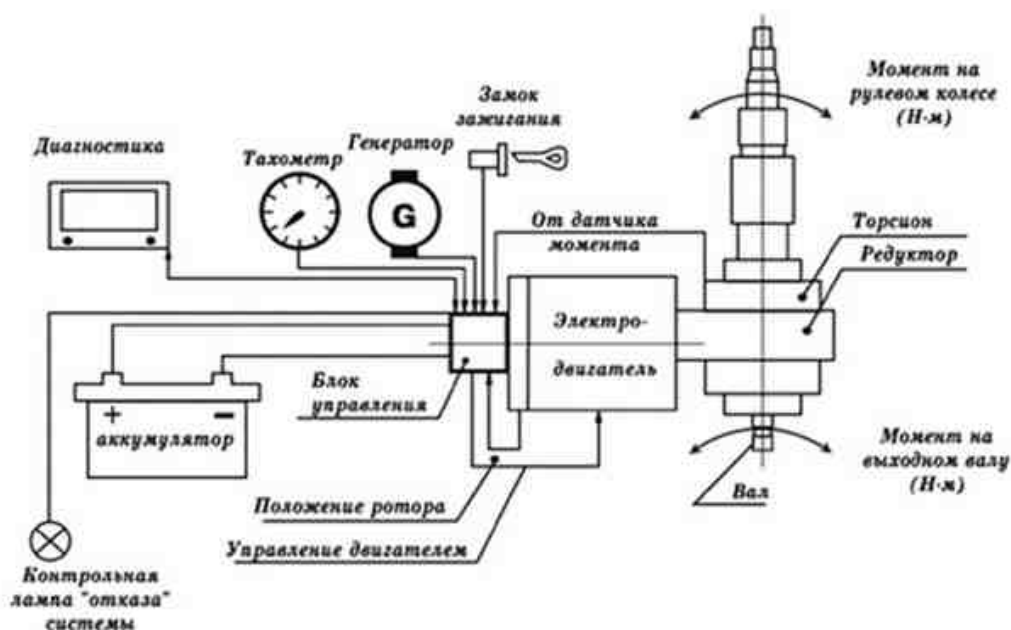 Момент на
рулевом колесе
(Н·м)
Замок
зажигания
Генератор
Тахометр
Диагностика
G
От датчика
момента
Торсион
Редуктор
Электро-
двигатель
Блок
управления
+ -
аккумулятор
Момент на
выходном валу
(Н·м)
Вал
Положение ротора
Управление двигателем
Контрольная
лампа "отказа"
системы